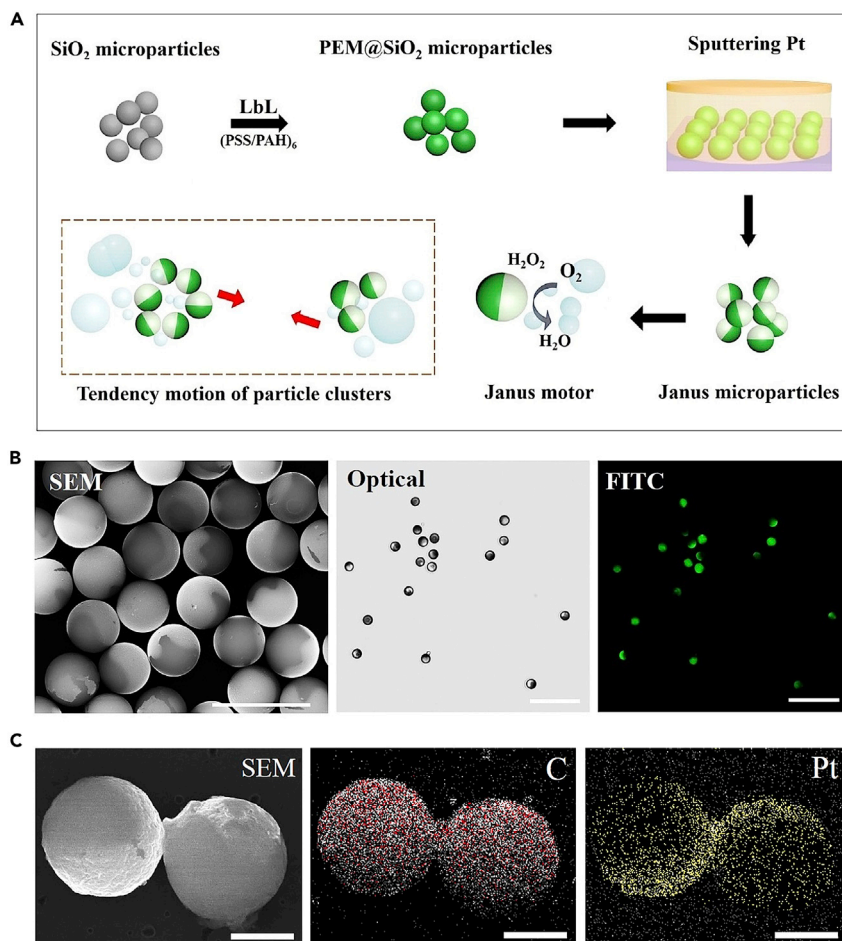 A
SiO₂ microparticles
PEM@SiO₂ microparticles
Sputtering Pt
LbL
(PSS/PAH)₆
H₂O₂
O₂
H₂O
Tendency motion of particle clusters
Janus motor
Janus microparticles
B
SEM
Optical
FITC
C
SEM
C
Pt